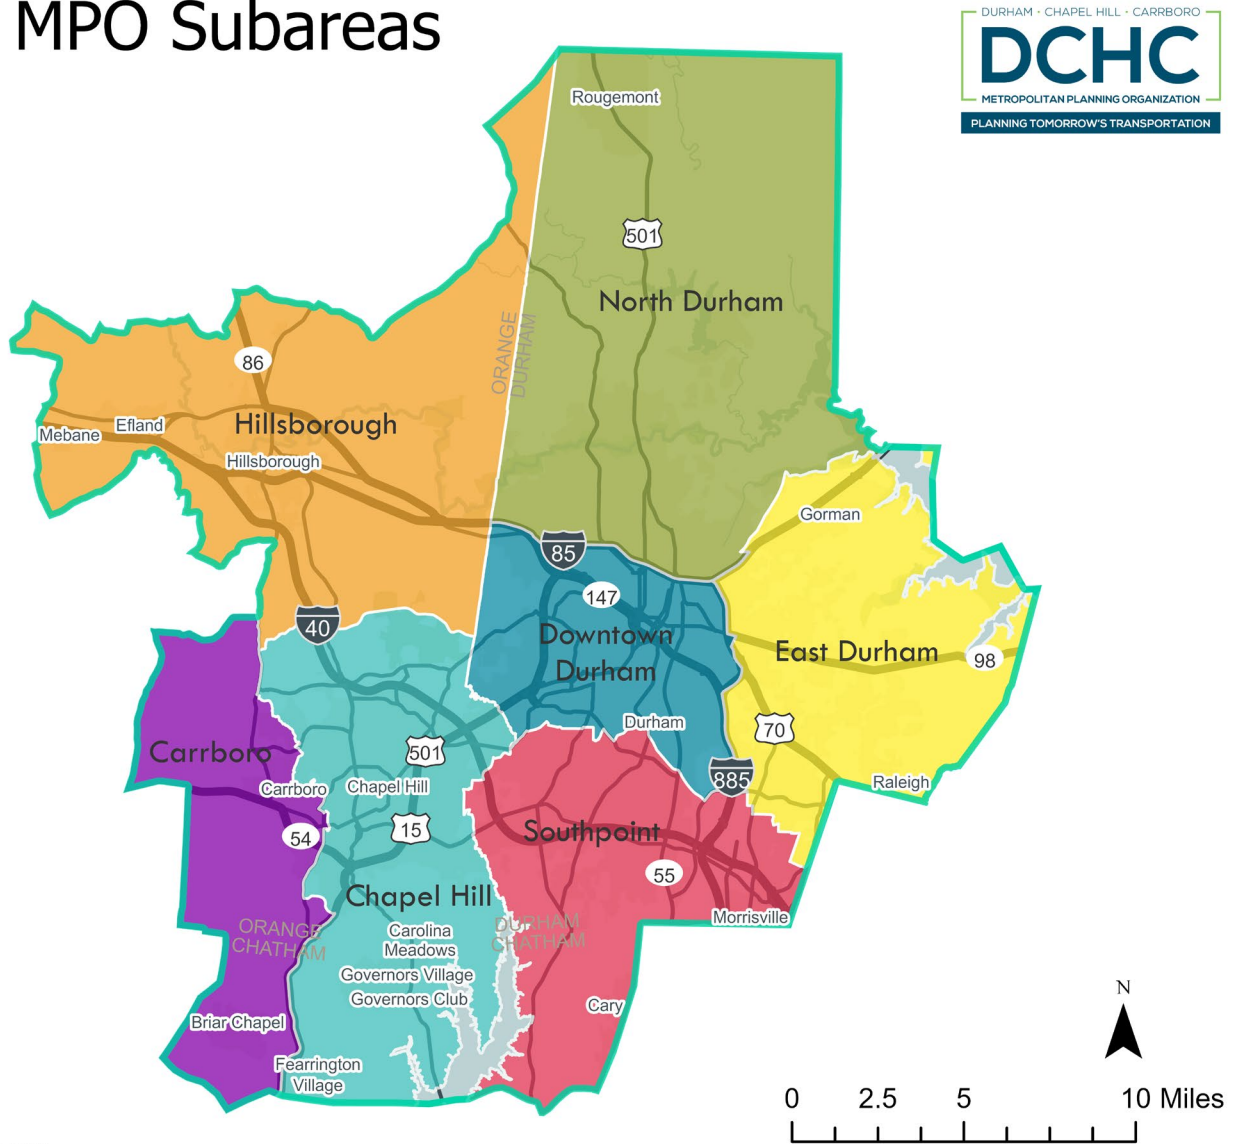 MPO Subareas
DURHAM · CHAPEL HILL · CARRBORO
DCHC
METROPOLITAN PLANNING ORGANIZATION
PLANNING TOMORROW'S TRANSPORTATION
Rougemont
501
North Durham
ORANGE
DURHAM
86
Hillsborough
Mebane
Efland
Hillsborough
Gorman
85
147
40
Downtown
Durham
East Durham
98
Durham
70
Carrboro
501
885
Raleigh
Carrboro
Chapel Hill
54
15
Southpoint
55
Chapel Hill
Morrisville
ORANGE
CHATHAM
DURHAM
CHATHAM
Carolina
Meadows
Governors Village
Governors Club
Cary
Briar Chapel
Fearrington
Village
N
0 2.5 5 10 Miles